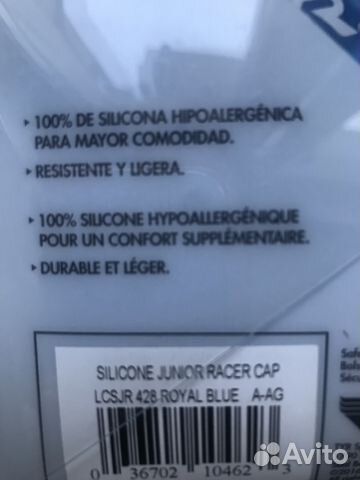 100% DE SILICONA HIPOALERGÉNICA
PARA MAYOR COMODIDAD.
RESISTENTE Y LIGERA.
100% SILICONE HYPOALLERGÉNIQUE
POUR UN CONFORT SUPPLÉMENTAIRE.
DURABLE ET LÉGER.
SILICONE JUNIOR RACER CAP
LCSJR 428 ROYAL BLUE A-AG
0 36702 10462 3
Avito